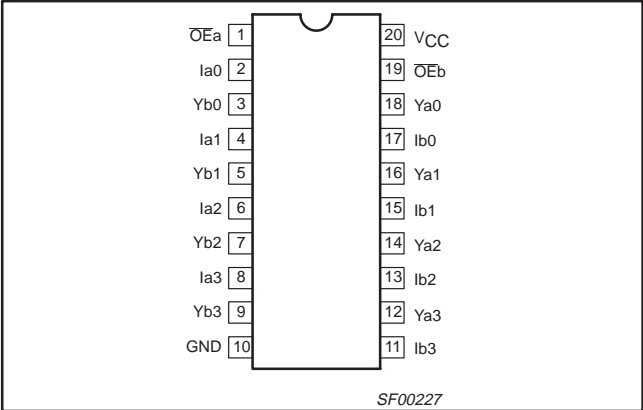 O̅E̅a 1 20 VCC
Ia0 2 19 O̅E̅b
Yb0 3 18 Ya0
Ia1 4 17 Ib0
Yb1 5 16 Ya1
Ia2 6 15 Ib1
Yb2 7 14 Ya2
Ia3 8 13 Ib2
Yb3 9 12 Ya3
GND 10 11 Ib3
SF00227